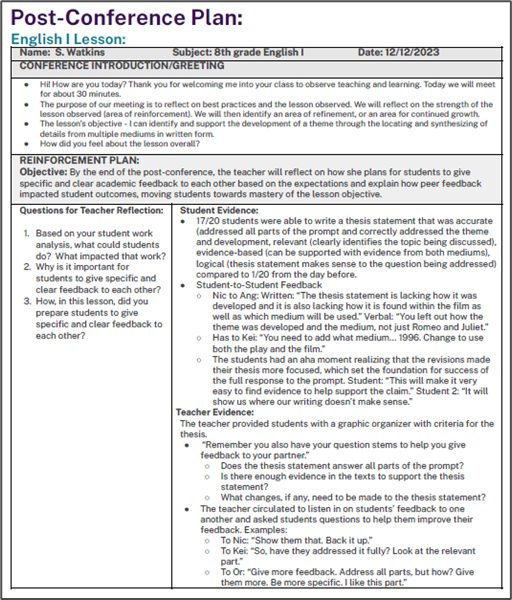 Post-Conference Plan:
English I Lesson:
Name: S. Watkins Subject: 8th grade English I Date: 12/12/2023
CONFERENCE INTRODUCTION/GREETING
● Hi! How are you today? Thank you for welcoming me into your class to observe teaching and learning. Today we will meet
for about 30 minutes.
● The purpose of our meeting is to reflect on best practices and the lesson observed. We will reflect on the strength of the
lesson observed (area of reinforcement). We will then identify an area of refinement, or an area for continued growth.
● The lesson's objective - I can identify and support the development of a theme through the locating and synthesizing of
details from multiple mediums in written form.
● How did you feel about the lesson overall?
REINFORCEMENT PLAN:
Objective: By the end of the post-conference, the teacher will reflect on how she plans for students to give
specific and clear academic feedback to each other based on the expectations and explain how peer feedback
impacted student outcomes, moving students towards mastery of the lesson objective.
Questions for Teacher Reflection:
1. Based on your student work
analysis, what could students
do? What impacted that work?
2. Why is it important for
students to give specific and
clear feedback to each other?
3. How, in this lesson, did you
prepare students to give
specific and clear feedback to
each other?
Student Evidence:
● 17/20 students were able to write a thesis statement that was accurate
(addressed all parts of the prompt and correctly addressed the theme
and development, relevant (clearly identifies the topic being discussed),
evidence-based (can be supported with evidence from both mediums),
logical (thesis statement makes sense to the question being addressed)
compared to 1/20 from the day before.
● Student-to-Student Feedback
○ Nic to Ang: Written: "The thesis statement is lacking how it was
developed and it is also lacking how it is found within the film as
well as which medium will be used." Verbal: "You left out how the
theme was developed and the medium, not just Romeo and Juliet."
○ Has to Kei: "You need to add what medium... 1996. Change to use
both the play and the film."
○ The students had an aha moment realizing that the revisions made
their thesis more focused, which set the foundation for success of
the full response to the prompt. Student: "This will make it very
easy to find evidence to help support the claim." Student 2: "It will
show us where our writing doesn't make sense."
Teacher Evidence:
The teacher provided students with a graphic organizer with criteria for the
thesis.
● "Remember you also have your question stems to help you give
feedback to your partner."
○ Does the thesis statement answer all parts of the prompt?
○ Is there enough evidence in the texts to support the thesis
statement?
○ What changes, if any, need to be made to the thesis statement?
● The teacher circulated to listen in on students' feedback to one
another and asked students questions to help them improve their
feedback. Examples:
○ To Nic: "Show them that. Back it up."
○ To Kei: "So, have they addressed it fully? Look at the relevant
part."
○ To Or: "Give more feedback. Address all parts, but how? Give
them more. Be more specific. I like this part."